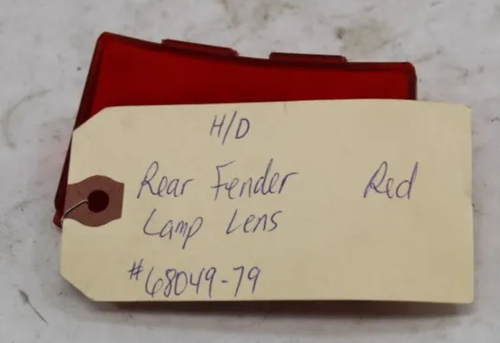 H/D
Rear Fender Red
Lamp Lens
#68049-79